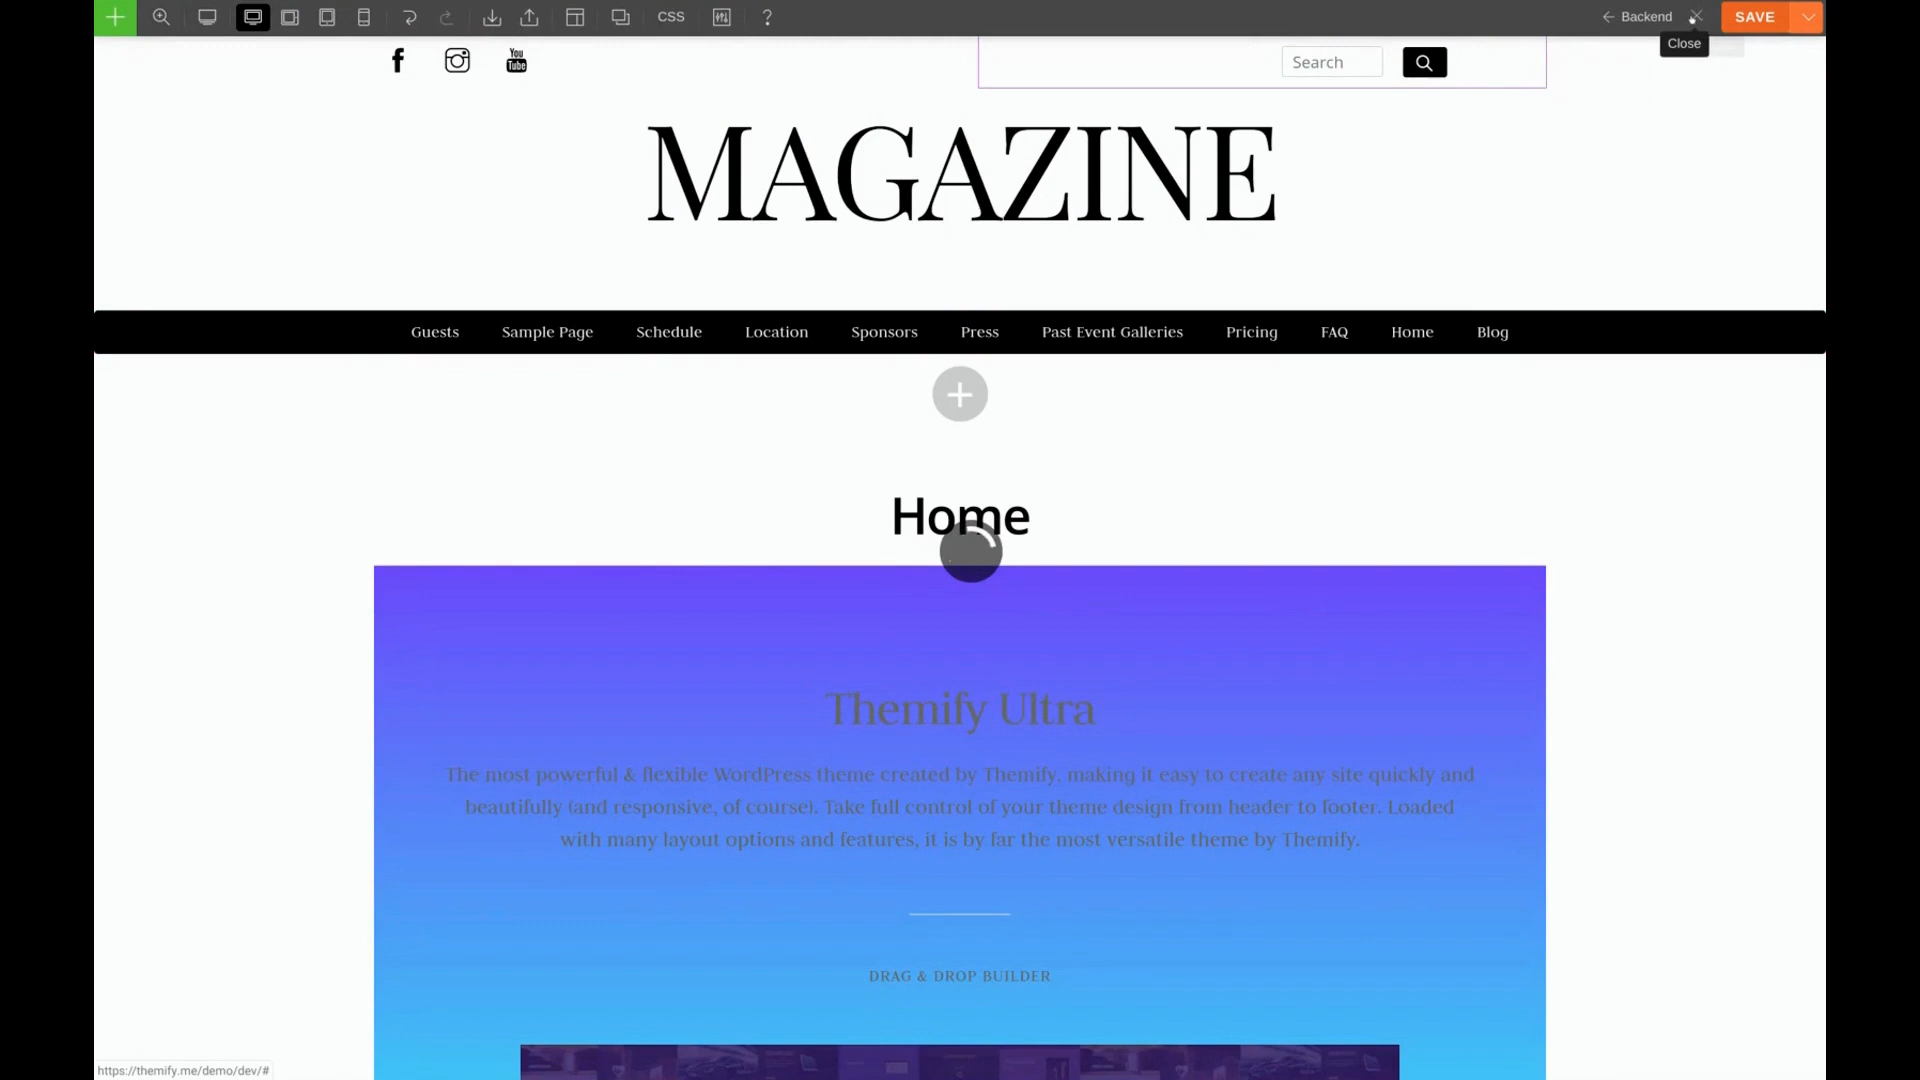 CSS
?
Backend
SAVE
Close
You
Tube
Search
MAGAZINE
Guests
Sample Page
Schedule
Location
Sponsors
Press
Past Event Galleries
Pricing
FAQ
Home
Blog
Home
Themify Ultra
The most powerful & flexible WordPress theme created by Themify, making it easy to create any site quickly and
beautifully (and responsive, of course). Take full control of your theme design from header to footer. Loaded
with many layout options and features, it is by far the most versatile theme by Themify.
DRAG & DROP BUILDER
https://themify.me/demo/dev/#